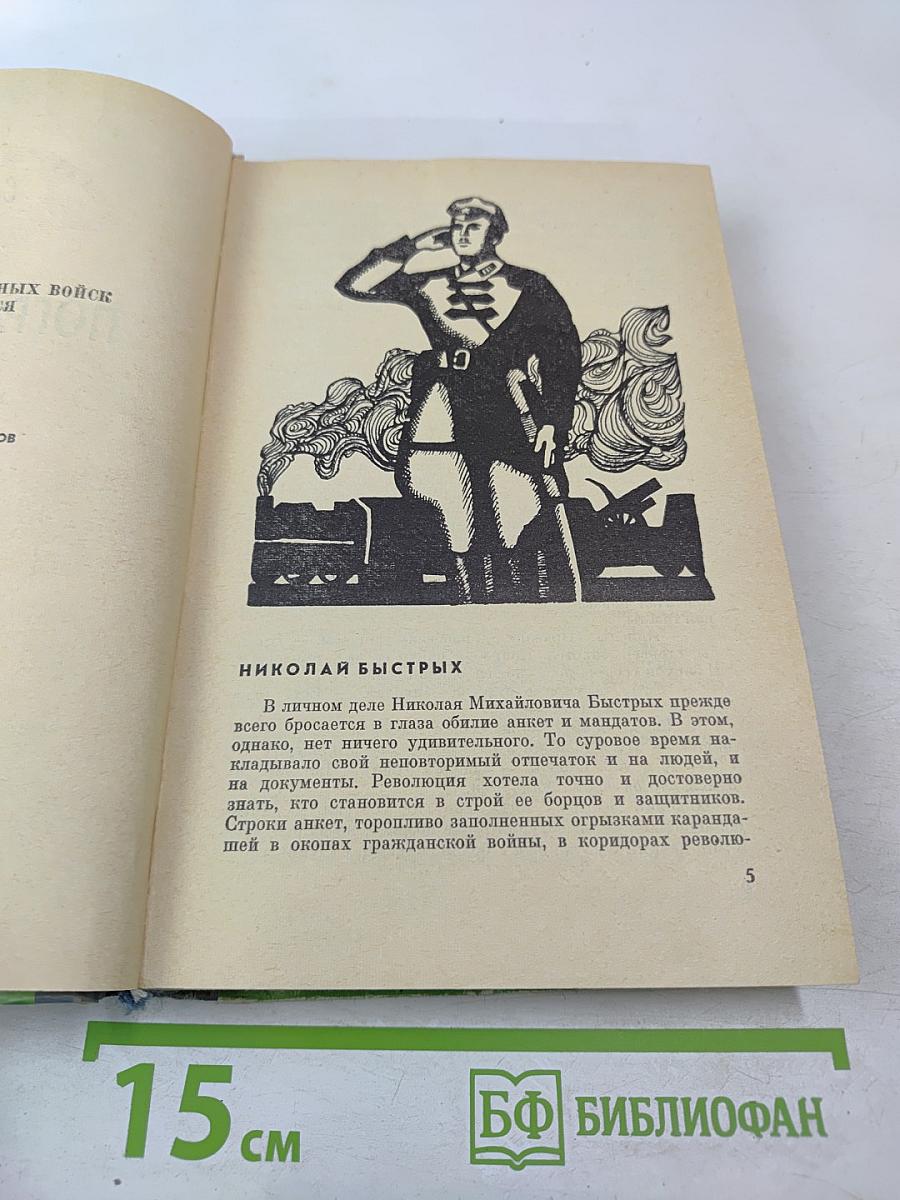 НЫХ ВОЙСК
СЯ
ОВ
НИКОЛАЙ БЫСТРЫХ
В личном деле Николая Михайловича Быстрых прежде
всего бросается в глаза обилие анкет и мандатов. В этом,
однако, нет ничего удивительного. То суровое время на-
кладывало свой неповторимый отпечаток и на людей, и
на документы. Революция хотела точно и достоверно
знать, кто становится в строй ее борцов и защитников.
Строки анкет, торопливо заполненных огрызками каранда-
шей в окопах гражданской войны, в коридорах револю-
5
15 см
БФ БИБЛИОФАН